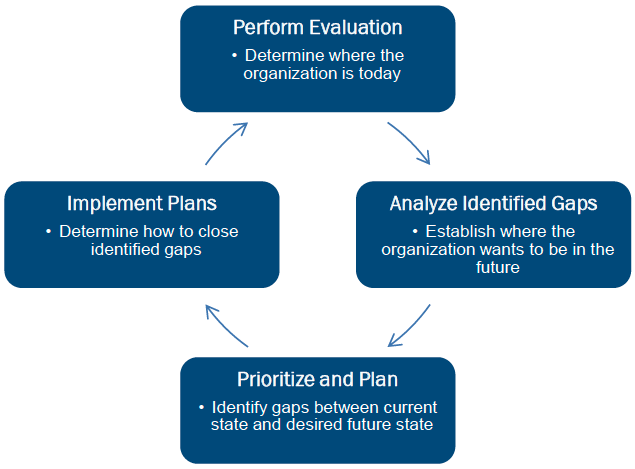 Perform Evaluation
• Determine where the
organization is today
Analyze Identified Gaps
• Establish where the
organization wants to be in the
future
Prioritize and Plan
• Identify gaps between current
state and desired future state
Implement Plans
• Determine how to close
identified gaps